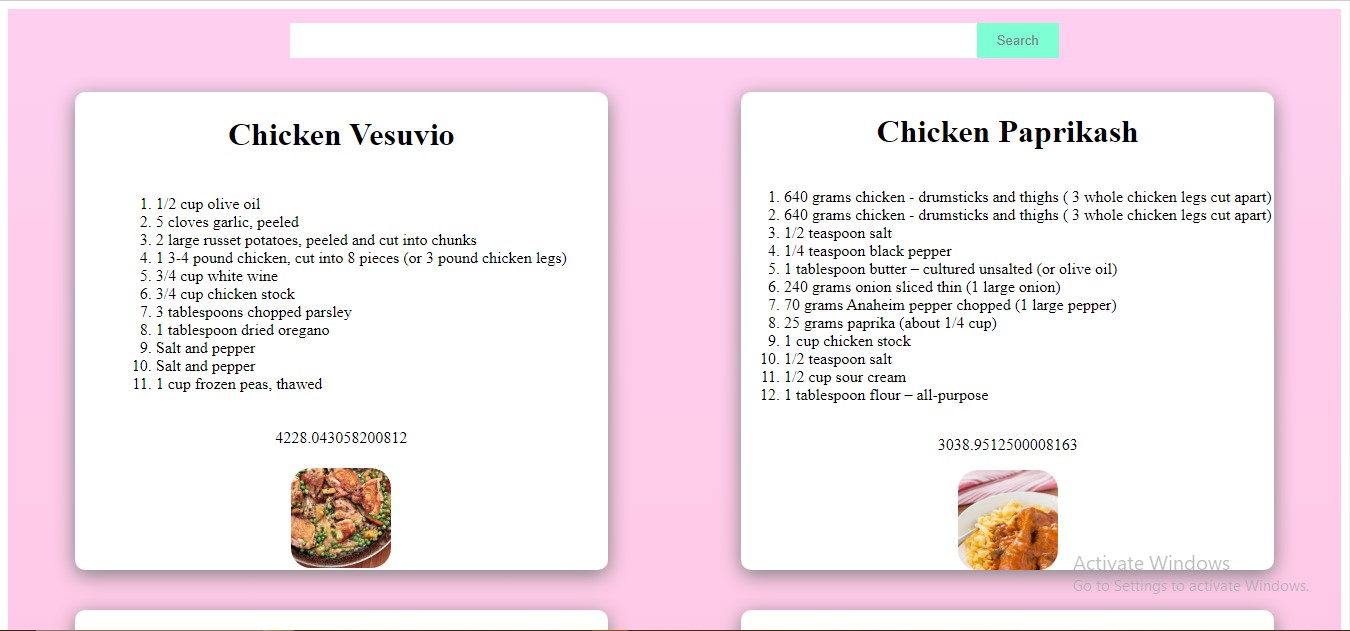 Search
Chicken Vesuvio
1. 1/2 cup olive oil
2. 5 cloves garlic, peeled
3. 2 large russet potatoes, peeled and cut into chunks
4. 1 3-4 pound chicken, cut into 8 pieces (or 3 pound chicken legs)
5. 3/4 cup white wine
6. 3/4 cup chicken stock
7. 3 tablespoons chopped parsley
8. 1 tablespoon dried oregano
9. Salt and pepper
10. Salt and pepper
11. 1 cup frozen peas, thawed
4228.043058200812
Chicken Paprikash
1. 640 grams chicken - drumsticks and thighs ( 3 whole chicken legs cut apart)
2. 640 grams chicken - drumsticks and thighs ( 3 whole chicken legs cut apart)
3. 1/2 teaspoon salt
4. 1/4 teaspoon black pepper
5. 1 tablespoon butter – cultured unsalted (or olive oil)
6. 240 grams onion sliced thin (1 large onion)
7. 70 grams Anaheim pepper chopped (1 large pepper)
8. 25 grams paprika (about 1/4 cup)
9. 1 cup chicken stock
10. 1/2 teaspoon salt
11. 1/2 cup sour cream
12. 1 tablespoon flour – all-purpose
3038.9512500008163
Activate Windows
Go to Settings to activate Windows.